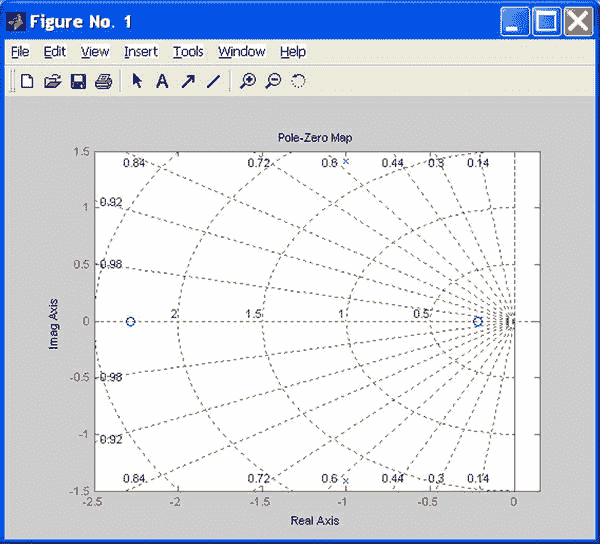 Figure No. 1
File Edit View Insert Tools Window Help
A
Pole-Zero Map
1.5
0.84 0.72 0.6 0.44 0.3 0.14
1
0.92
0.5
0.98
Imag Axis
0
2 1.5 1 0.5
-0.5
0.98
-1
0.92
0.84 0.72 0.6 0.44 0.3 0.14
-1.5
-2.5 -2 -1.5 -1 -0.5 0
Real Axis